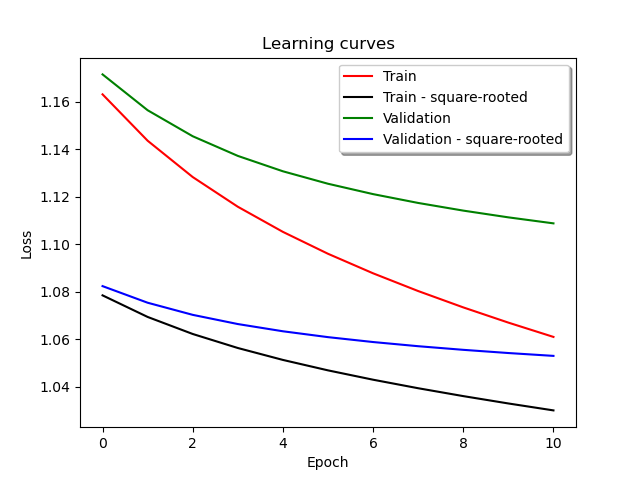 Learning curves
Train
Train - square-rooted
Validation
Validation - square-rooted
Loss
1.16
1.14
1.12
1.10
1.08
1.06
1.04
0 2 4 6 8 10
Epoch